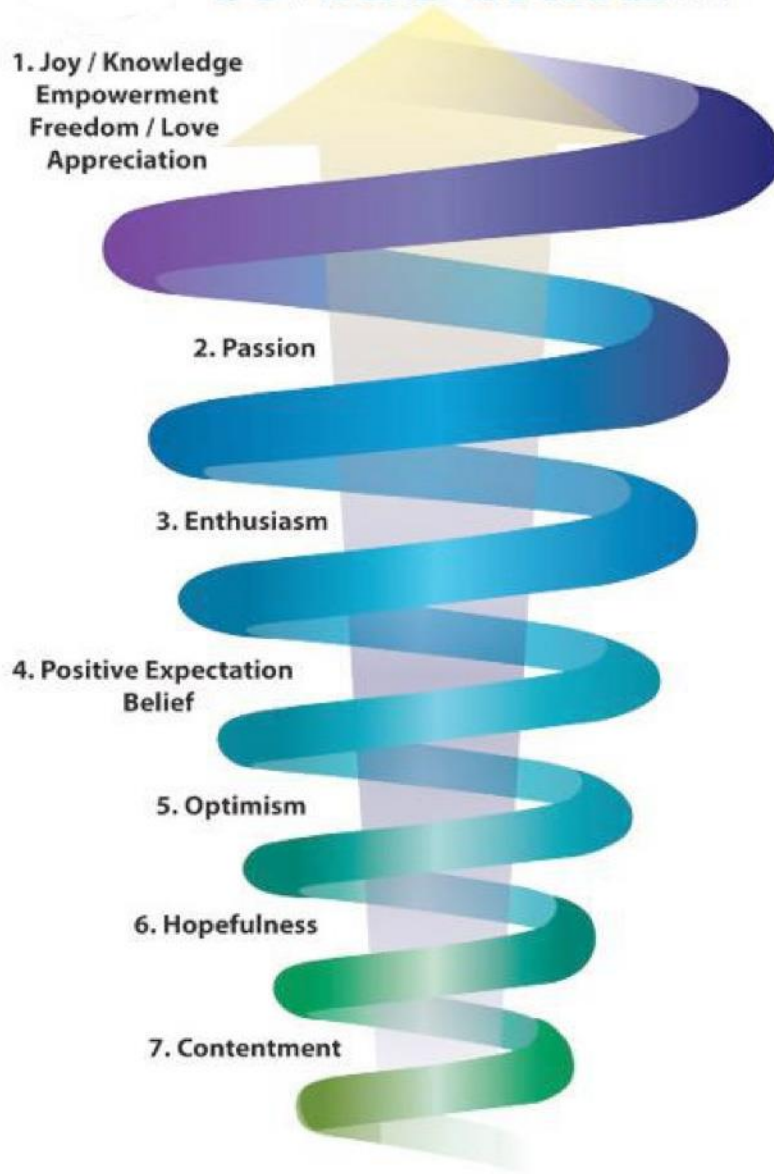 1. Joy / Knowledge
Empowerment
Freedom / Love
Appreciation
2. Passion
3. Enthusiasm
4. Positive Expectation
Belief
5. Optimism
6. Hopefulness
7. Contentment